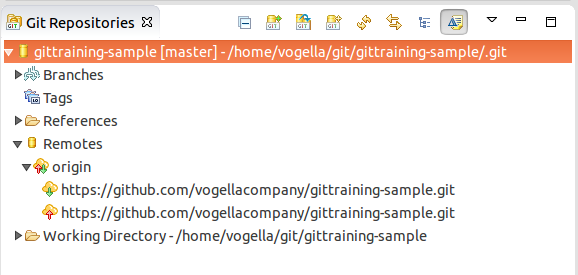 Git Repositories
gittraining-sample [master] - /home/vogella/git/gittraining-sample/.git
Branches
Tags
References
Remotes
origin
https://github.com/vogellacompany/gittraining-sample.git
https://github.com/vogellacompany/gittraining-sample.git
Working Directory - /home/vogella/git/gittraining-sample